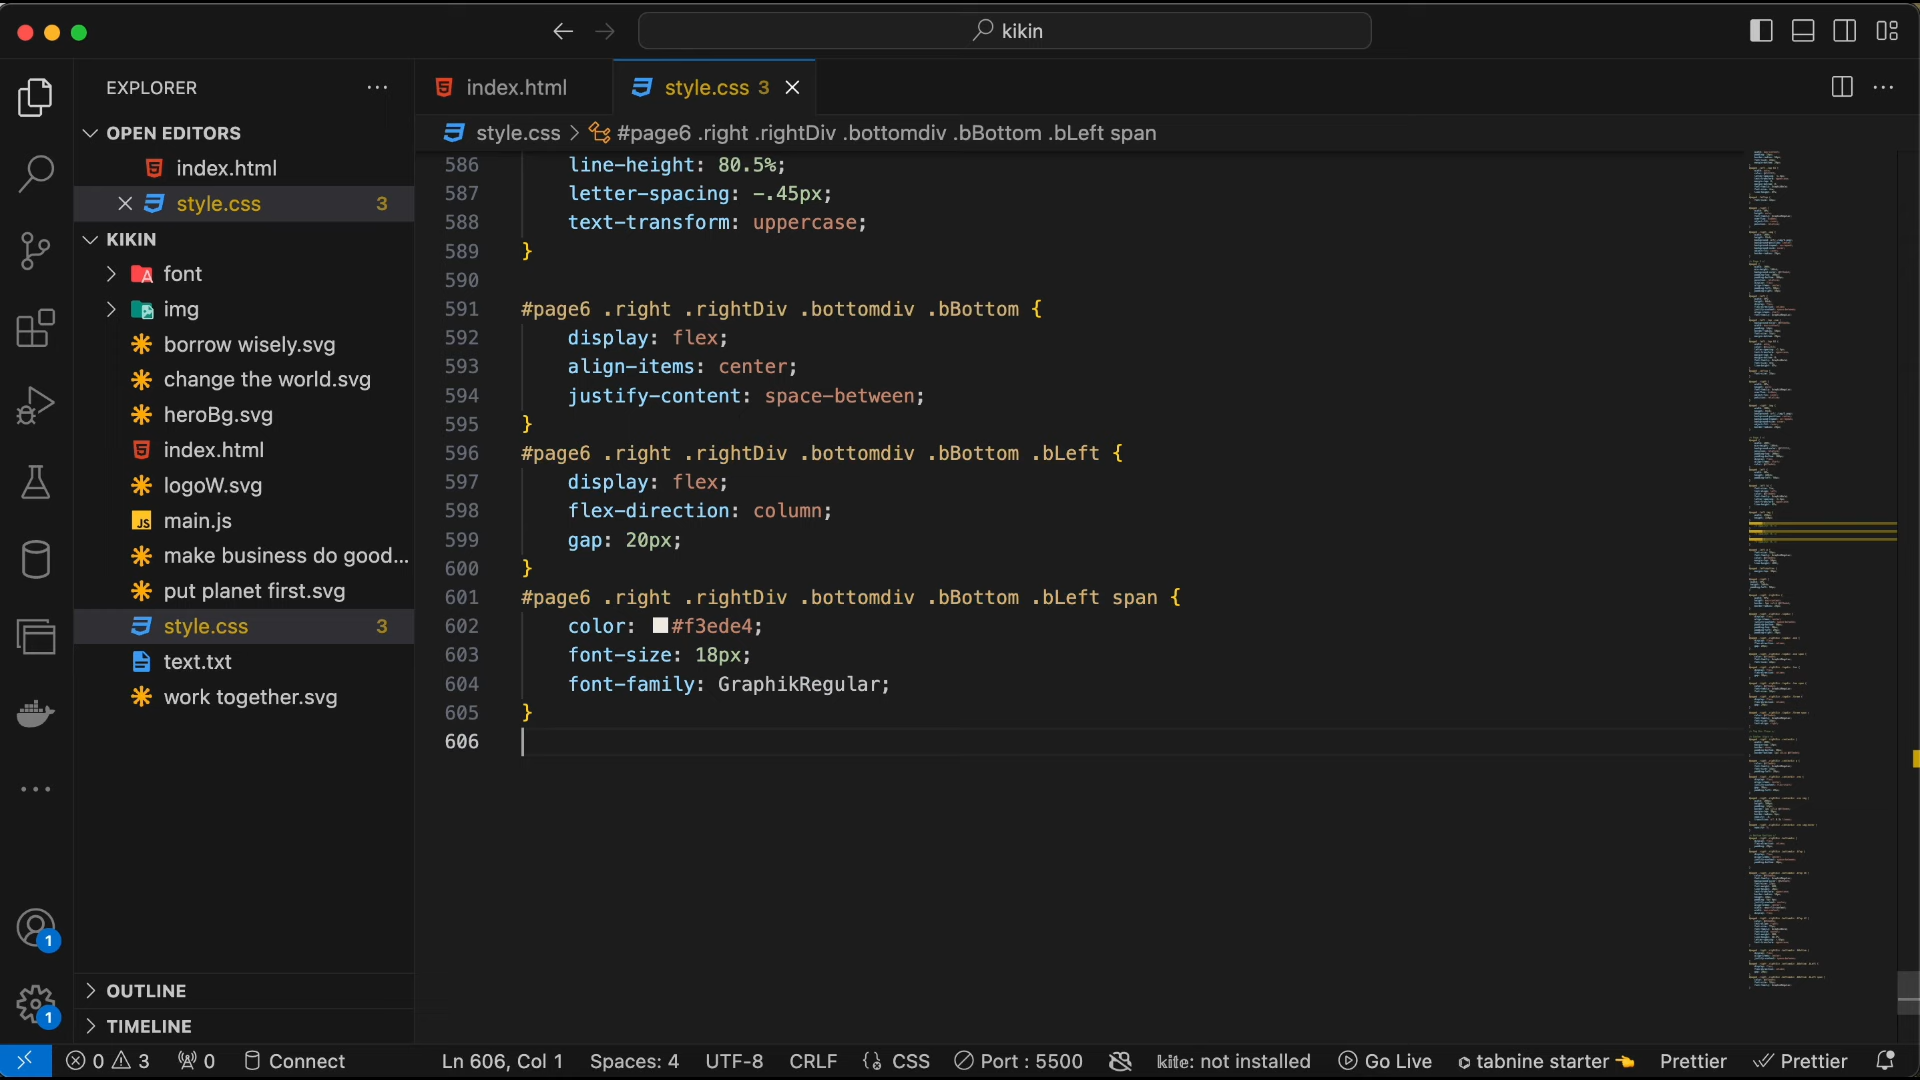 kikin
EXPLORER
OPEN EDITORS
index.html
style.css 3
KIKIN
font
img
borrow wisely.svg
change the world.svg
heroBg.svg
index.html
logoW.svg
main.js
make business do good...
put planet first.svg
style.css 3
text.txt
work together.svg
OUTLINE
TIMELINE
1
1
index.html
style.css 3
style.css > #page6 .right .rightDiv .bottomdiv .bBottom .bLeft span
586 line-height: 80.5%;
587 letter-spacing: -.45px;
588 text-transform: uppercase;
589 }
590
591 #page6 .right .rightDiv .bottomdiv .bBottom {
592 display: flex;
593 align-items: center;
594 justify-content: space-between;
595 }
596 #page6 .right .rightDiv .bottomdiv .bBottom .bLeft {
597 display: flex;
598 flex-direction: column;
599 gap: 20px;
600 }
601 #page6 .right .rightDiv .bottomdiv .bBottom .bLeft span {
602 color: #f3ede4;
603 font-size: 18px;
604 font-family: GraphikRegular;
605 }
606
0 3 0 Connect Ln 606, Col 1 Spaces: 4 UTF-8 CRLF CSS Port : 5500 kite: not installed Go Live tabnine starter Prettier Prettier